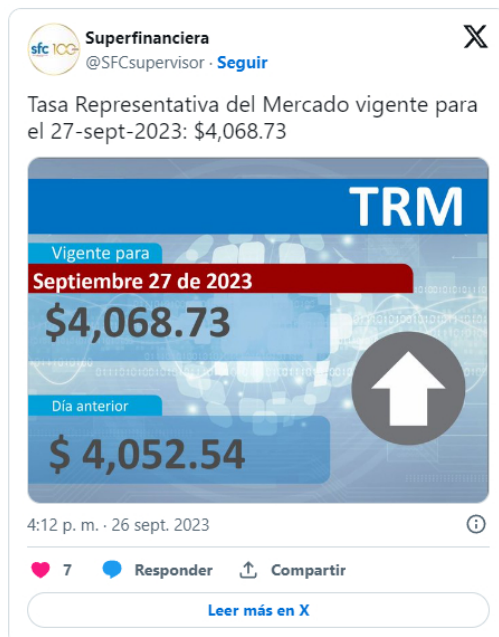 sfc 100
Superfinanciera
@SFCsupervisor · Seguir
Tasa Representativa del Mercado vigente para
el 27-sept-2023: $4,068.73
TRM
Vigente para
Septiembre 27 de 2023
$4,068.73
Día anterior
$ 4,052.54
4:12 p. m. · 26 sept. 2023
7 Responder Compartir
Leer más en X